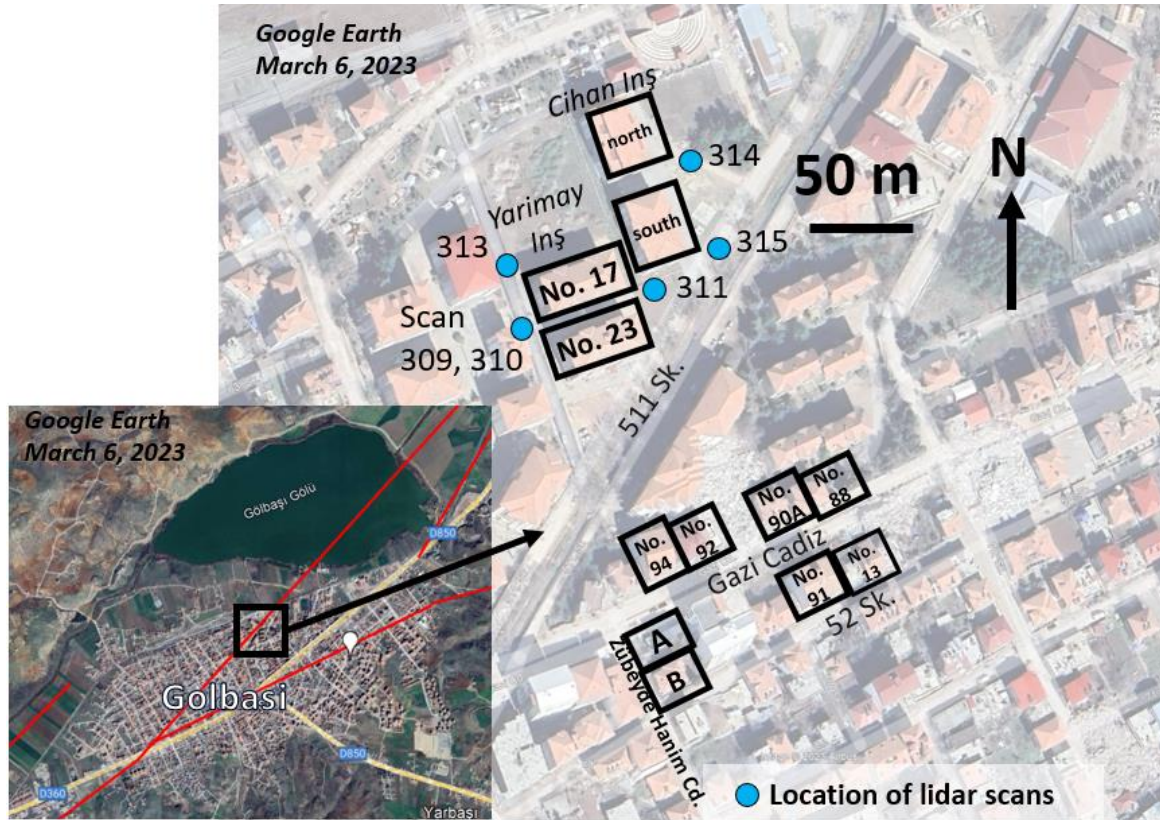 Google Earth
March 6, 2023
Cihan Inş
north
314
50 m
N
Yarimay
Inş
south
313
315
No. 17
311
Scan
309, 310
No. 23
511 Sk.
Google Earth
March 6, 2023
Gölbaşı Gölü
D850
No.
88
No.
90A
No.
92
No.
94
Gazi Cadiz
No.
13
No.
91
52 Sk.
A
B
Zübeyde Hanim Cd.
Golbasi
D850
D360
Yarbaşı
Location of lidar scans